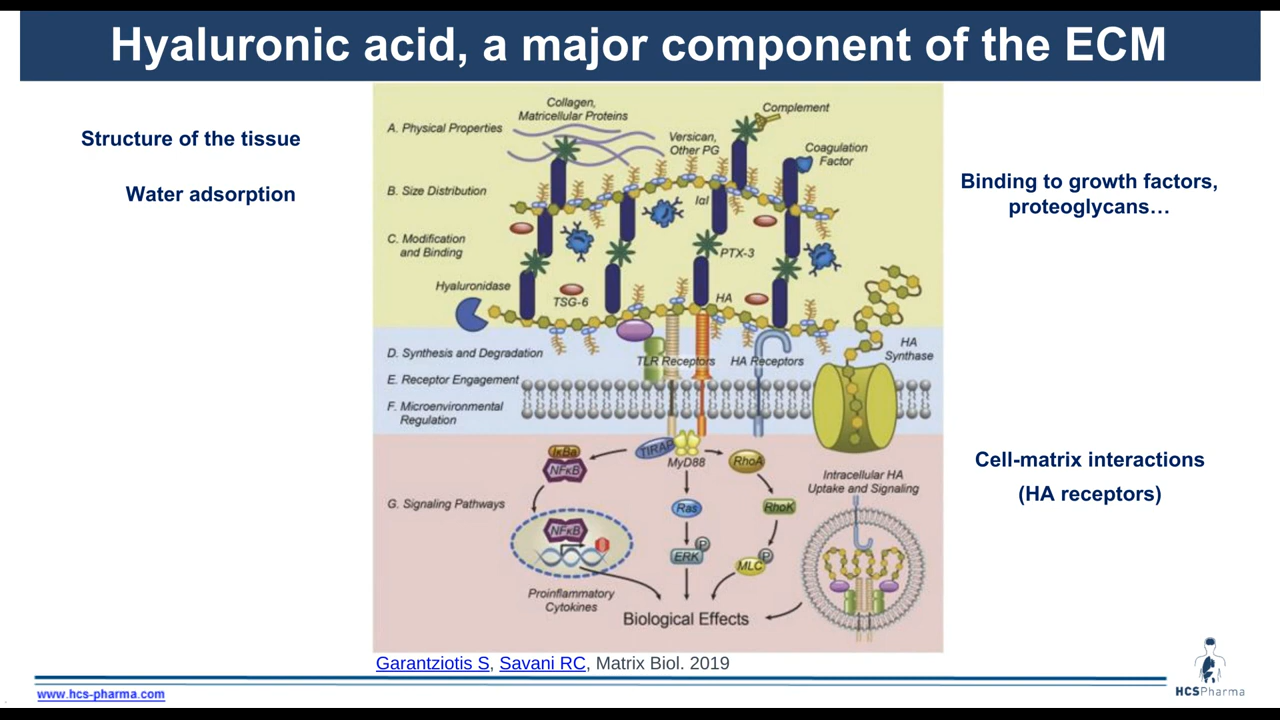 Hyaluronic acid, a major component of the ECM
Structure of the tissue
Water adsorption
Collagen,
Matricellular Proteins
Complement
A. Physical Properties
Versican,
Other PG
Coagulation
Factor
B. Size Distribution
IαI
C. Modification
and Binding
PTX-3
Hyaluronidase
TSG-6
HA
D. Synthesis and Degradation
TLR Receptors
HA Receptors
HA
Synthase
E. Receptor Engagement
F. Microenvironmental
Regulation
IκBa
NFκB
TIRAP
MyD88
RhoA
Intracellular HA
Uptake and Signaling
G. Signaling Pathways
Ras
RhoK
NFκB
ERK
P
MLC
P
Proinflammatory
Cytokines
Biological Effects
Binding to growth factors,
proteoglycans…
Cell-matrix interactions
(HA receptors)
Garantziotis S, Savani RC, Matrix Biol. 2019
www.hcs-pharma.com
HCSPharma